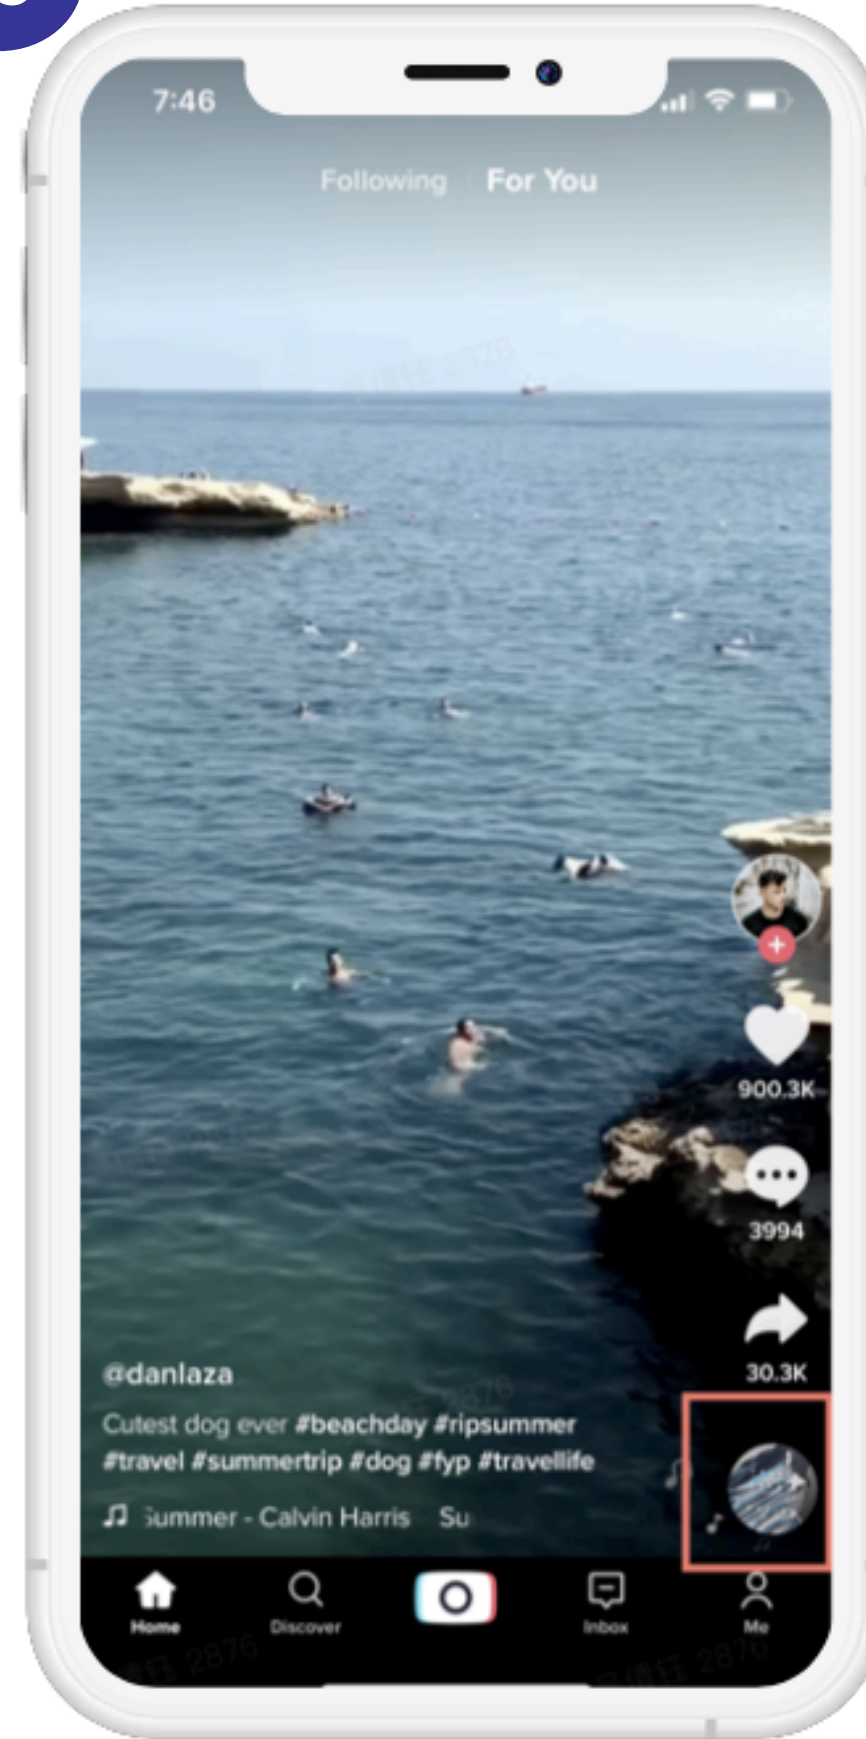 7:46
Following For You
900.3K
3994
30.3K
@danlaza
Cutest dog ever #beachday #ripsummer
#travel #summertrip #dog #fyp #travellife
Summer - Calvin Harris Su
Home Discover Inbox Me